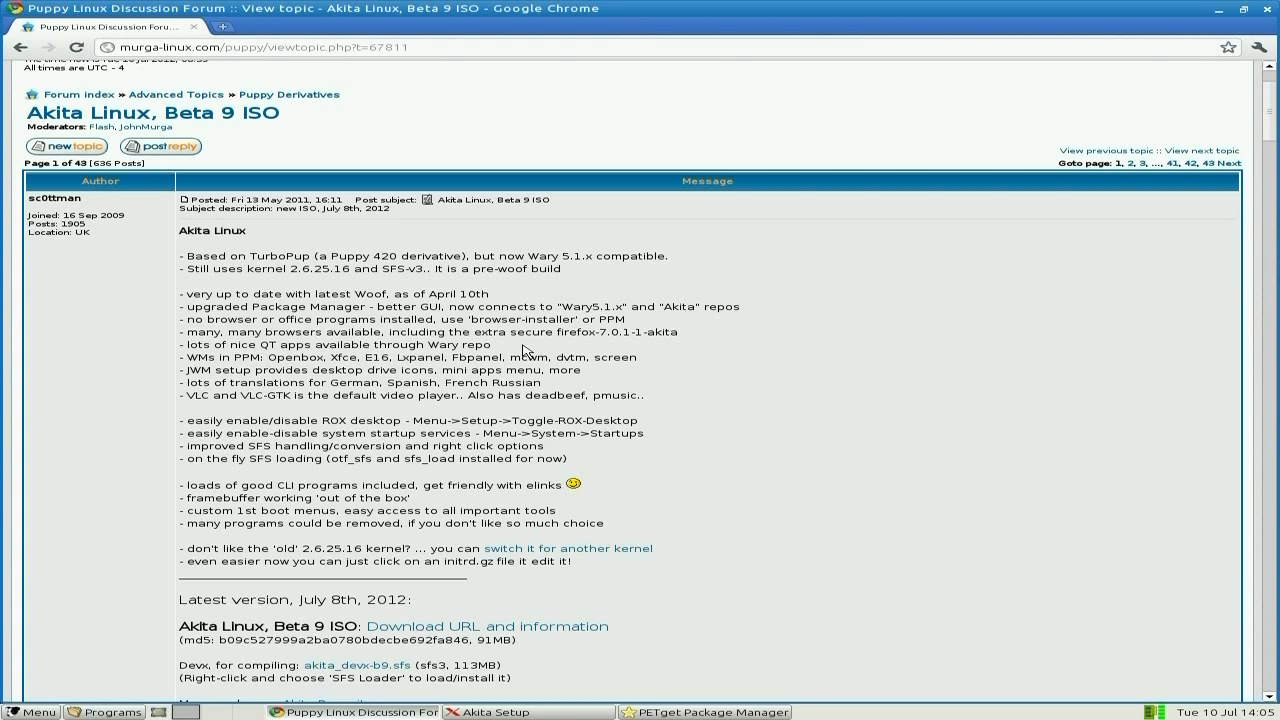 Puppy Linux Discussion Forum :: View topic - Akita Linux, Beta 9 ISO - Google Chrome
Puppy Linux Discussion Foru...
murga-linux.com/puppy/viewtopic.php?t=67811
All times are UTC - 4
Forum index » Advanced Topics » Puppy Derivatives
Akita Linux, Beta 9 ISO
Moderators: Flash, JohnMurga
new topic post reply
View previous topic :: View next topic
Page 1 of 43 [636 Posts]
Goto page: 1, 2, 3, ..., 41, 42, 43 Next
Author Message
sc0ttman
Joined: 16 Sep 2009
Posts: 1905
Location: UK
Posted: Fri 13 May 2011, 16:11 Post subject: Akita Linux, Beta 9 ISO
Subject description: new ISO, July 8th, 2012
Akita Linux
- Based on TurboPup (a Puppy 420 derivative), but now Wary 5.1.x compatible.
- Still uses kernel 2.6.25.16 and SFS-v3.. It is a pre-woof build
- very up to date with latest Woof, as of April 10th
- upgraded Package Manager - better GUI, now connects to "Wary5.1.x" and "Akita" repos
- no browser or office programs installed, use 'browser-installer' or PPM
- many, many browsers available, including the extra secure firefox-7.0.1-1-akita
- lots of nice QT apps available through Wary repo
- WMs in PPM: Openbox, Xfce, E16, Lxpanel, Fbpanel, mcwm, dvtm, screen
- JWM setup provides desktop drive icons, mini apps menu, more
- lots of translations for German, Spanish, French Russian
- VLC and VLC-GTK is the default video player.. Also has deadbeef, pmusic..
- easily enable/disable ROX desktop - Menu->Setup->Toggle-ROX-Desktop
- easily enable-disable system startup services - Menu->System->Startups
- improved SFS handling/conversion and right click options
- on the fly SFS loading (otf_sfs and sfs_load installed for now)
- loads of good CLI programs included, get friendly with elinks
- framebuffer working 'out of the box'
- custom 1st boot menus, easy access to all important tools
- many programs could be removed, if you don't like so much choice
- don't like the 'old' 2.6.25.16 kernel? ... you can switch it for another kernel
- even easier now you can just click on an initrd.gz file it edit it!
Latest version, July 8th, 2012:
Akita Linux, Beta 9 ISO: Download URL and information
(md5: b09c527999a2ba0780bdecbe692fa846, 91MB)
Devx, for compiling: akita_devx-b9.sfs (sfs3, 113MB)
(Right-click and choose 'SFS Loader' to load/install it)
Menu Programs Puppy Linux Discussion For Akita Setup PETget Package Manager Tue 10 Jul 14:05